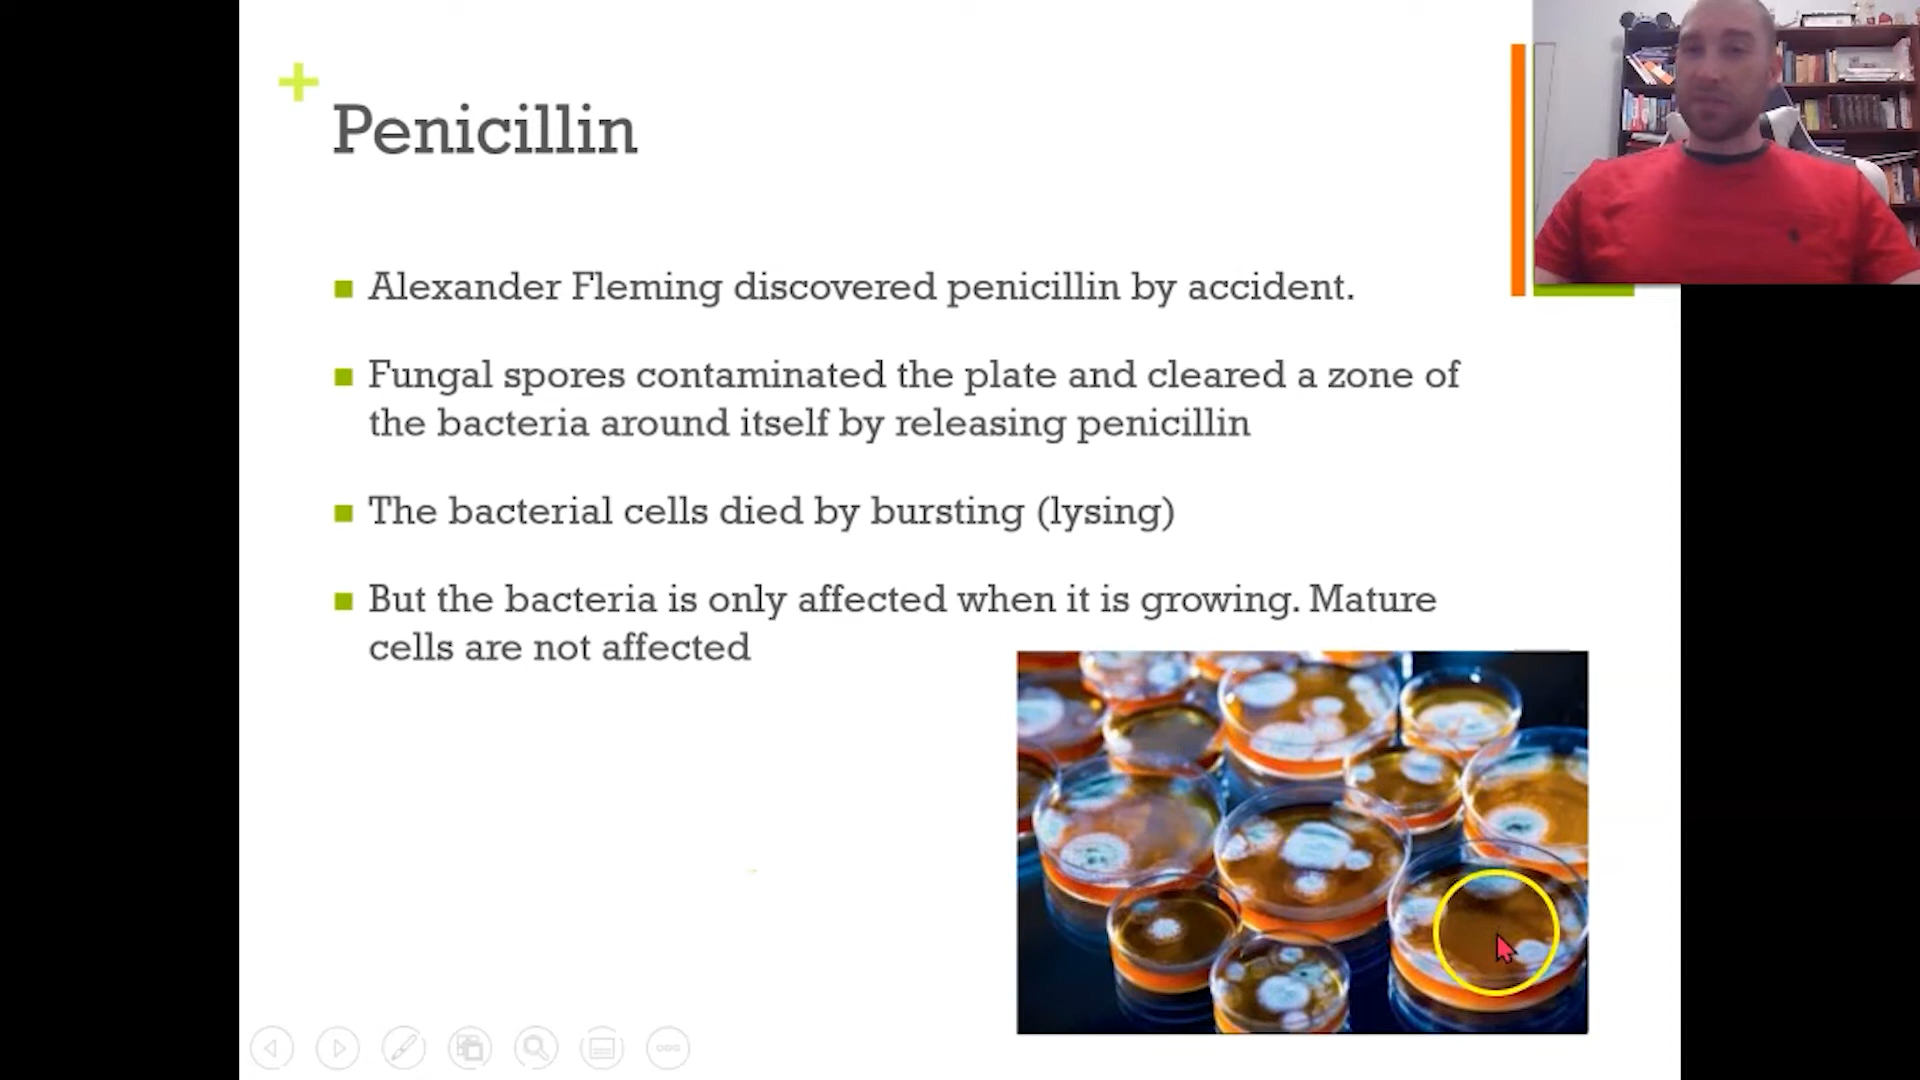 Penicillin
Alexander Fleming discovered penicillin by accident.
Fungal spores contaminated the plate and cleared a zone of
the bacteria around itself by releasing penicillin
The bacterial cells died by bursting (lysing)
But the bacteria is only affected when it is growing. Mature
cells are not affected